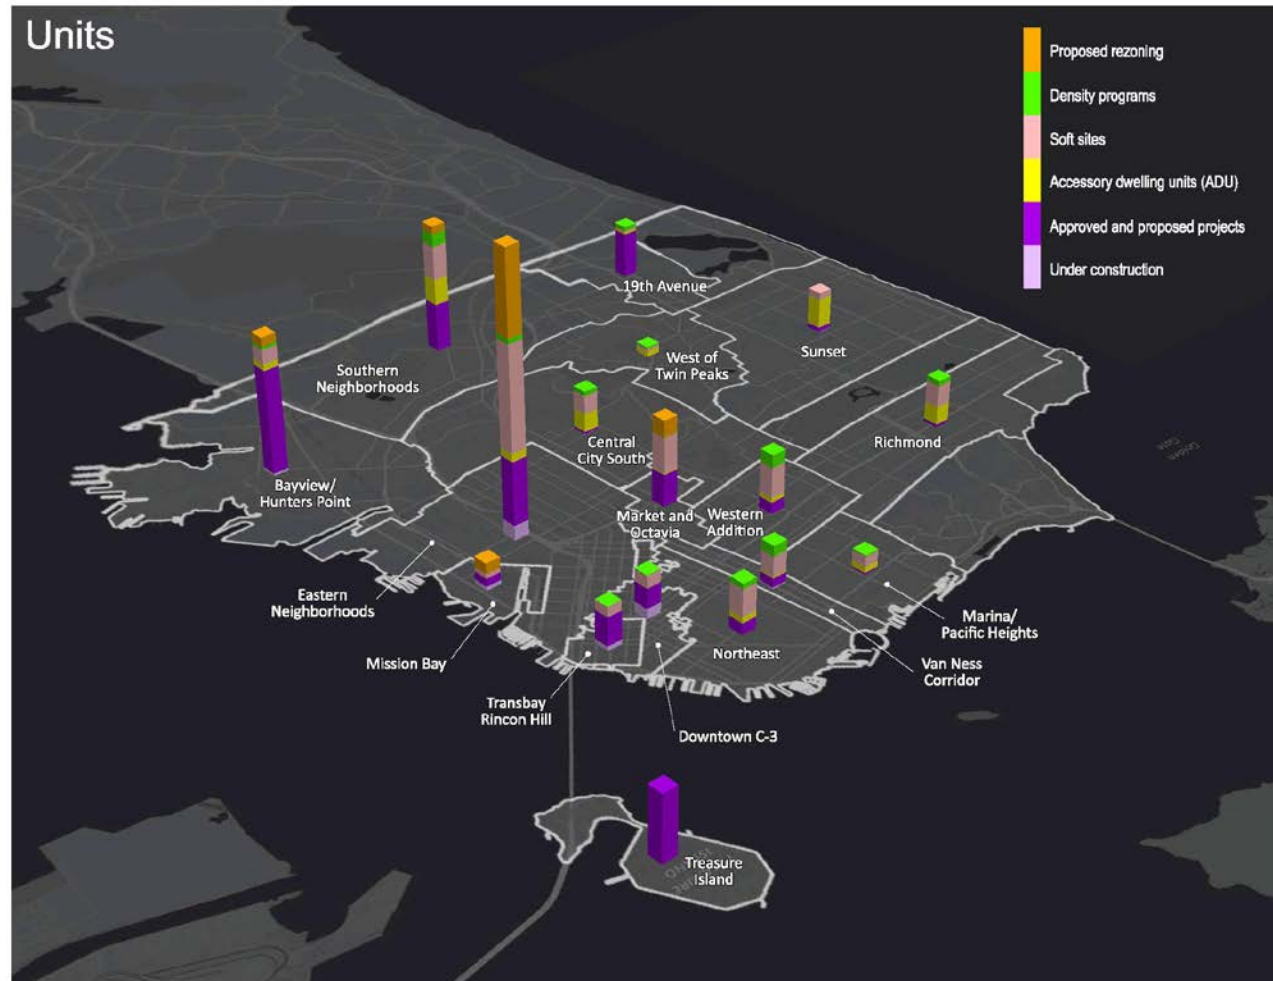 Units
Proposed rezoning
Density programs
Soft sites
Accessory dwelling units (ADU)
Approved and proposed projects
Under construction
19th Avenue
Sunset
West of
Twin Peaks
Southern
Neighborhoods
Richmond
Golden
Gate
Central
City South
Bayview/
Hunters Point
Market and
Octavia
Western
Addition
Eastern
Neighborhoods
Marina/
Pacific Heights
Mission Bay
Northeast
Van Ness
Corridor
Transbay
Rincon Hill
Downtown C-3
Treasure
Island